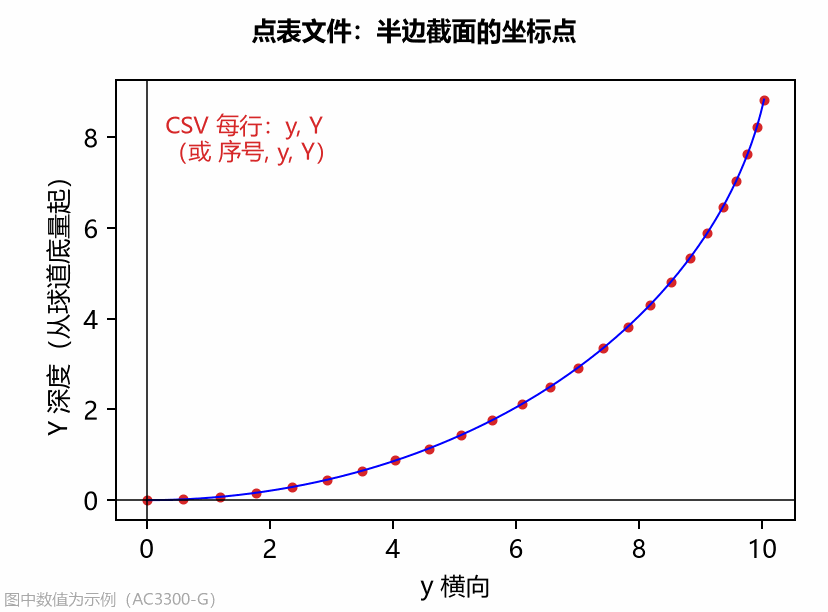 点表文件：半边截面的坐标点
CSV 每行：y, Y
（或 序号, y, Y）
Y 深度（从球道底量起）
8
6
4
2
0
0 2 4 6 8 10
y 横向
图中数值为示例（AC3300-G）